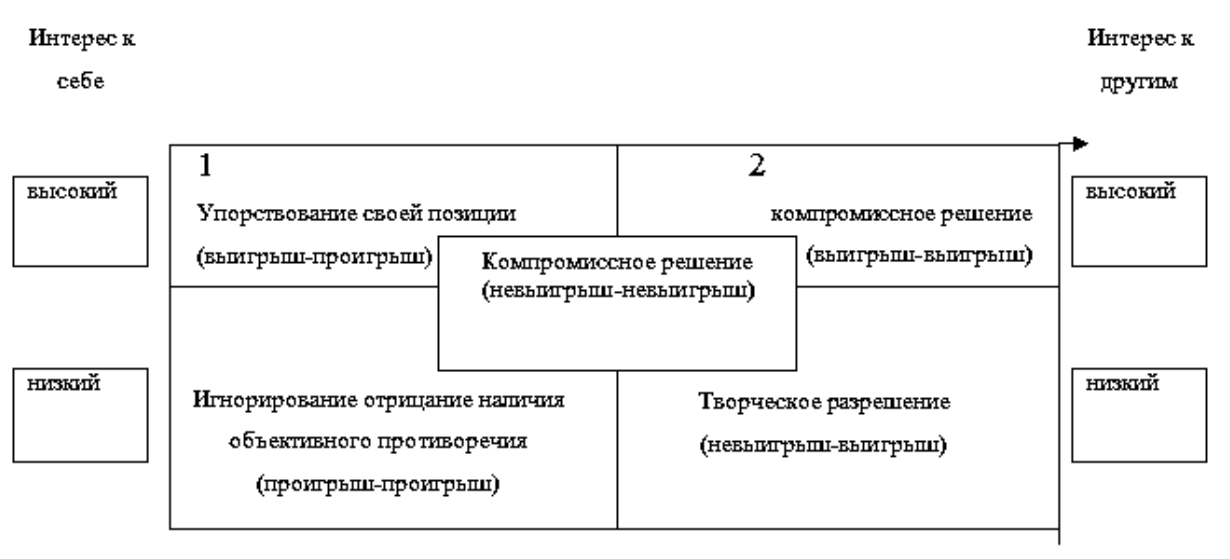 Интерес к
себе
Интерес к
другим
высокий
1
Упорствование своей позиции
(выигрыш-проигрыш)
2
компромиссное решение
(выигрыш-выигрыш)
высокий
Компромиссное решение
(невыигрыш-невыигрыш)
низкий
Игнорирование отрицание наличия
объективного противоречия
(проигрыш-проигрыш)
Творческое разрешение
(невыигрыш-выигрыш)
низкий